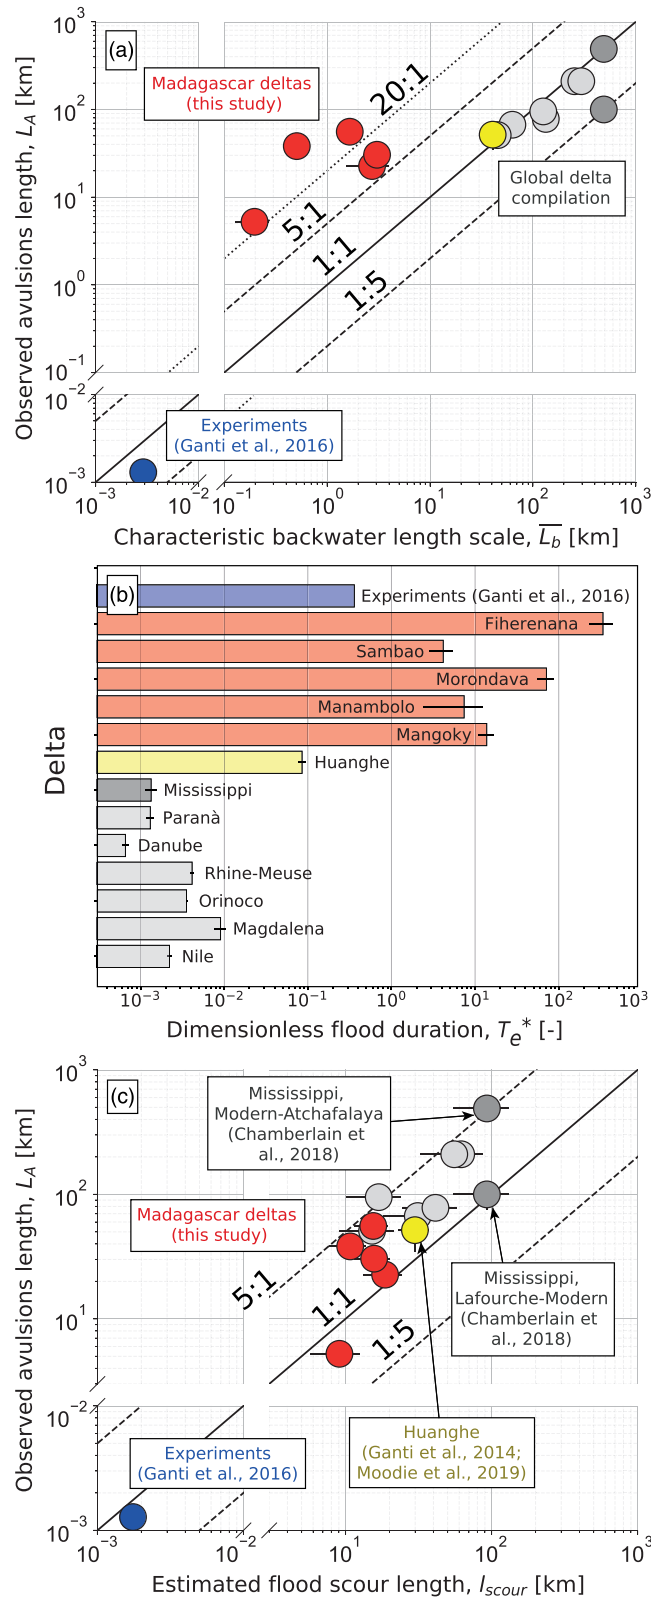 (a)
Observed avulsions length, L_A [km]
10³
10²
10¹
10⁰
10⁻¹
10⁻²
10⁻³
Madagascar deltas
(this study)
20:1
5:1
1:1
1:5
Global delta
compilation
Experiments
(Ganti et al., 2016)
10⁻³
10⁻²
10⁻¹
10⁰
10¹
10²
10³
Characteristic backwater length scale, L̅_b̅ [km]
(b)
Delta
Experiments (Ganti et al., 2016)
Fiherenana
Sambao
Morondava
Manambolo
Mangoky
Huanghe
Mississippi
Paranà
Danube
Rhine-Meuse
Orinoco
Magdalena
Nile
10⁻³
10⁻²
10⁻¹
10⁰
10¹
10²
10³
Dimensionless flood duration, T_e* [-]
(c)
Observed avulsions length, L_A [km]
10³
10²
10¹
10⁻²
10⁻³
Mississippi,
Modern-Atchafalaya
(Chamberlain et
al., 2018)
Madagascar deltas
(this study)
5:1
1:1
1:5
Mississippi,
Lafourche-Modern
(Chamberlain et
al., 2018)
Huanghe
(Ganti et al., 2014;
Moodie et al., 2019)
Experiments
(Ganti et al., 2016)
10⁻³
10⁻²
10¹
10²
10³
Estimated flood scour length, l_scour [km]